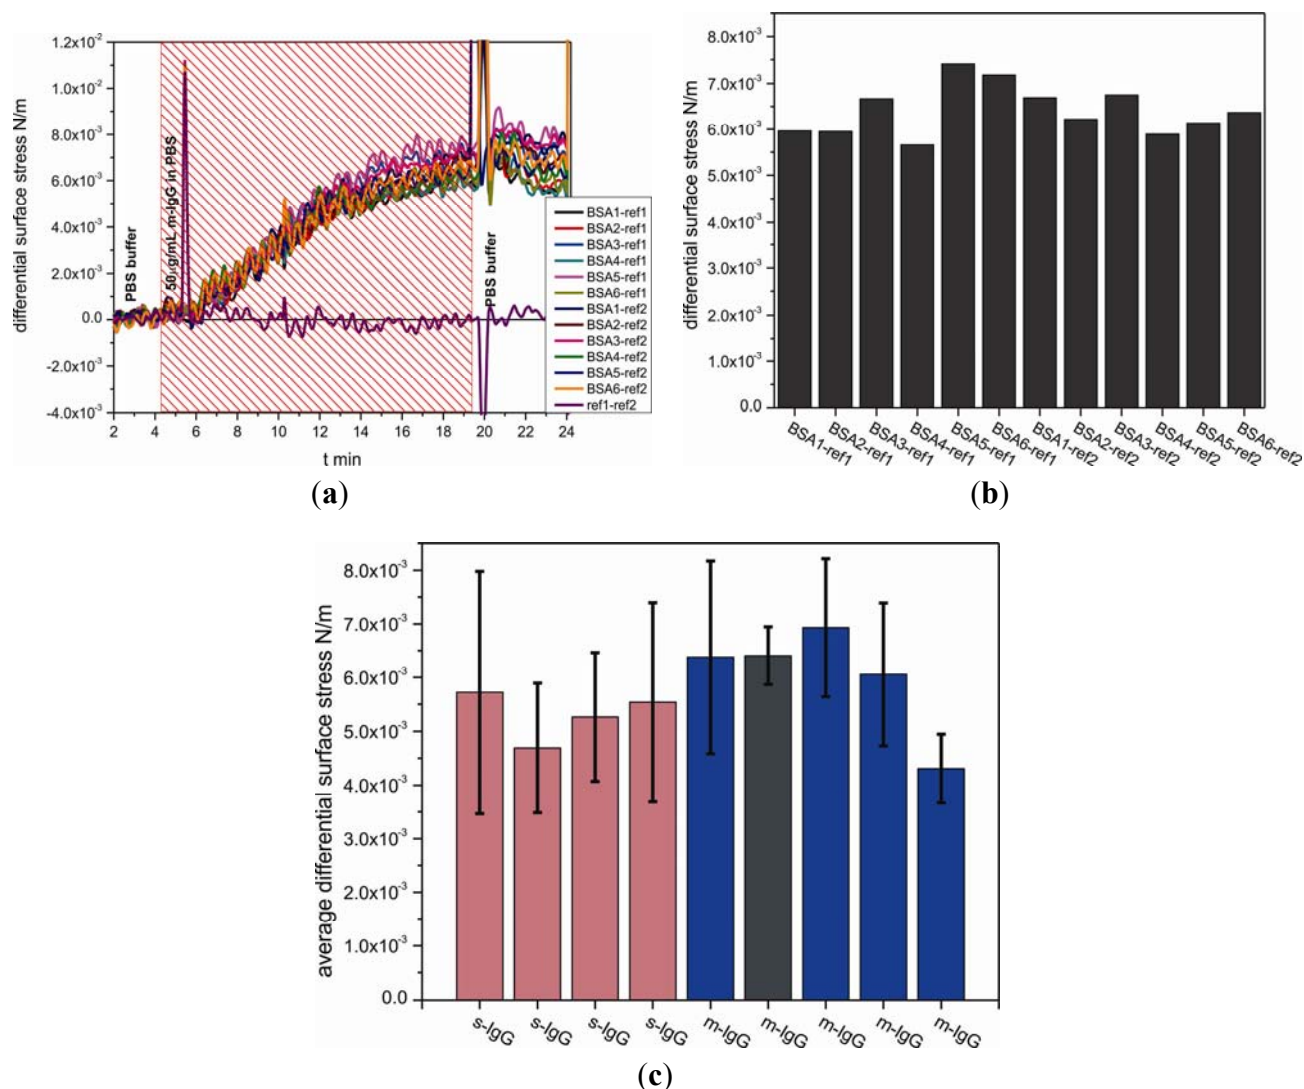 1.2x10⁻²
1.0x10⁻²
8.0x10⁻³
6.0x10⁻³
4.0x10⁻³
2.0x10⁻³
0.0
-2.0x10⁻³
-4.0x10⁻³
differential surface stress N/m
PBS buffer
50μg/mL m-IgG in PBS
PBS buffer
BSA1-ref1
BSA2-ref1
BSA3-ref1
BSA4-ref1
BSA5-ref1
BSA6-ref1
BSA1-ref2
BSA2-ref2
BSA3-ref2
BSA4-ref2
BSA5-ref2
BSA6-ref2
ref1-ref2
2 4 6 8 10 12 14 16 18 20 22 24
t min
(a)
8.0x10⁻³
7.0x10⁻³
6.0x10⁻³
5.0x10⁻³
4.0x10⁻³
3.0x10⁻³
2.0x10⁻³
1.0x10⁻³
0.0
differential surface stress N/m
BSA1-ref1
BSA2-ref1
BSA3-ref1
BSA4-ref1
BSA5-ref1
BSA6-ref1
BSA1-ref2
BSA2-ref2
BSA3-ref2
BSA4-ref2
BSA5-ref2
BSA6-ref2
(b)
8.0x10⁻³
7.0x10⁻³
6.0x10⁻³
5.0x10⁻³
4.0x10⁻³
3.0x10⁻³
2.0x10⁻³
1.0x10⁻³
0.0
average differential surface stress N/m
s-IgG
s-IgG
s-IgG
s-IgG
m-IgG
m-IgG
m-IgG
m-IgG
m-IgG
(c)